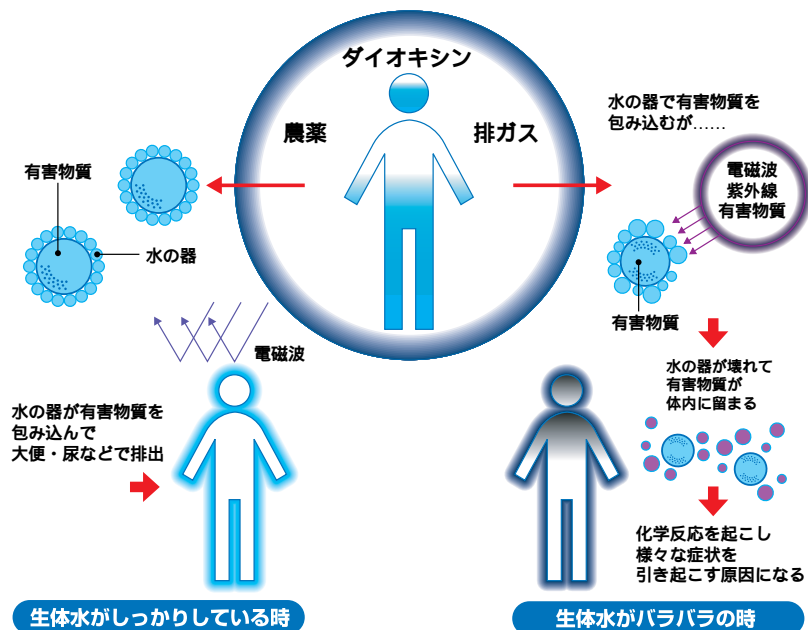 ダイオキシン
農薬
排ガス
有害物質
水の器
電磁波
水の器が有害物質を
包み込んで
大便・尿などで排出
生体水がしっかりしている時
水の器で有害物質を
包み込むが……
電磁波
紫外線
有害物質
有害物質
水の器が壊れて
有害物質が
体内に留まる
化学反応を起こし
様々な症状を
引き起こす原因になる
生体水がバラバラの時